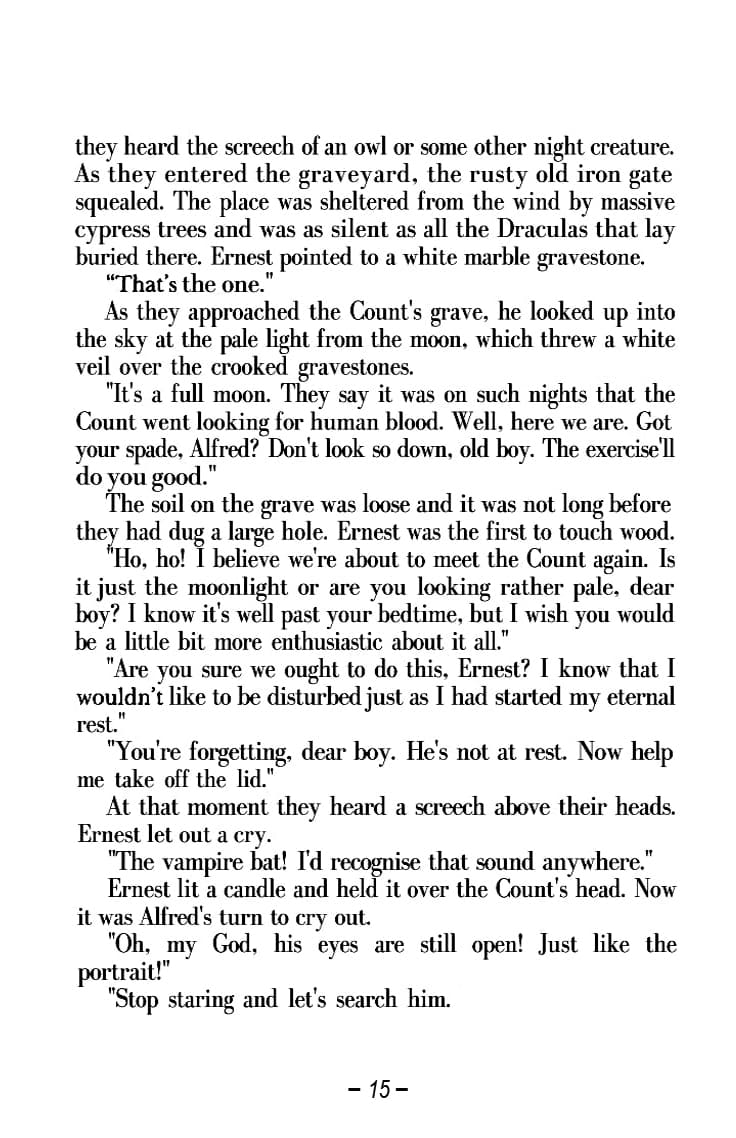 they heard the screech of an owl or some other night creature.
As they entered the graveyard, the rusty old iron gate
squealed. The place was sheltered from the wind by massive
cypress trees and was as silent as all the Draculas that lay
buried there. Ernest pointed to a white marble gravestone.
“That’s the one."
As they approached the Count's grave, he looked up into
the sky at the pale light from the moon, which threw a white
veil over the crooked gravestones.
"It's a full moon. They say it was on such nights that the
Count went looking for human blood. Well, here we are. Got
your spade, Alfred? Don't look so down, old boy. The exercise'll
do you good."
The soil on the grave was loose and it was not long before
they had dug a large hole. Ernest was the first to touch wood.
"Ho, ho! I believe we're about to meet the Count again. Is
it just the moonlight or are you looking rather pale, dear
boy? I know it's well past your bedtime, but I wish you would
be a little bit more enthusiastic about it all."
"Are you sure we ought to do this, Ernest? I know that I
wouldn’t like to be disturbed just as I had started my eternal
rest."
"You're forgetting, dear boy. He's not at rest. Now help
me take off the lid."
At that moment they heard a screech above their heads.
Ernest let out a cry.
"The vampire bat! I'd recognise that sound anywhere."
Ernest lit a candle and held it over the Count's head. Now
it was Alfred's turn to cry out.
"Oh, my God, his eyes are still open! Just like the
portrait!"
"Stop staring and let's search him.
– 15 –